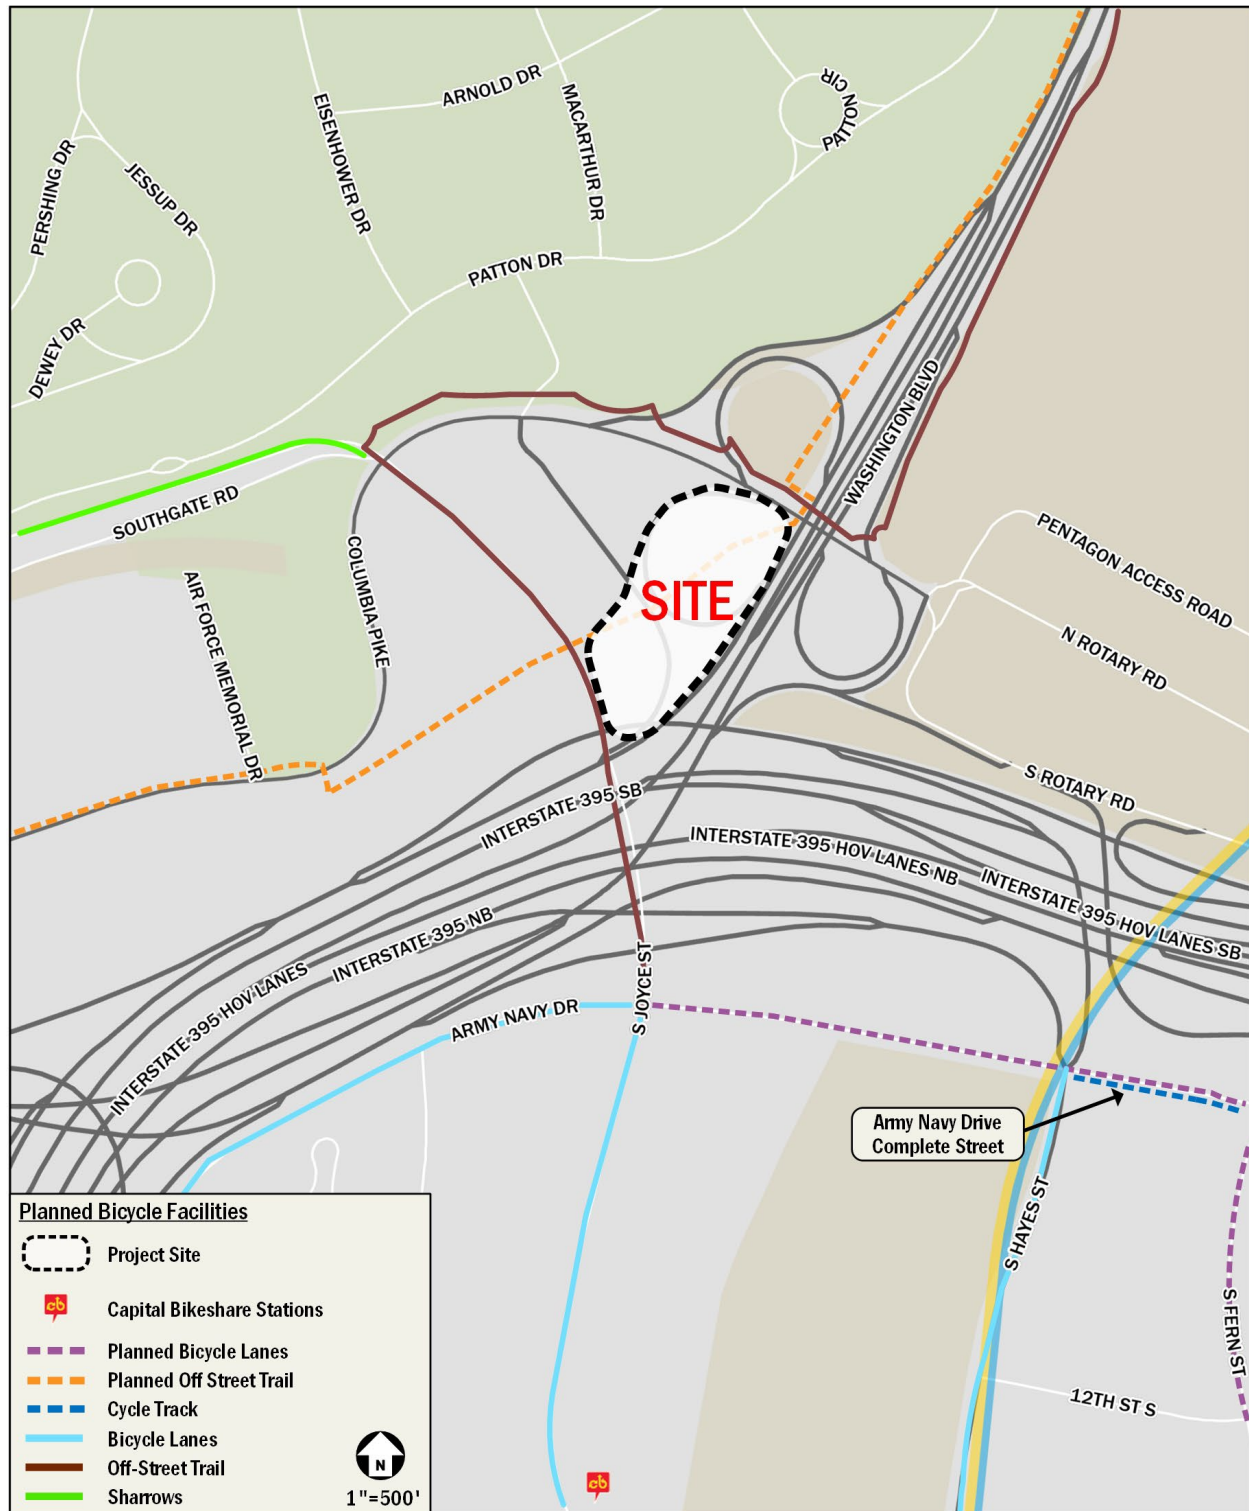 ARNOLD DR
PATTON CIR
EISENHOWER DR
MACARTHUR DR
PERSHING DR
JESSUP DR
PATTON DR
DEWEY DR
WASHINGTON BLVD
SOUTHGATE RD
COLUMBIA PIKE
PENTAGON ACCESS ROAD
SITE
AIR FORCE MEMORIAL DR
N ROTARY RD
S ROTARY RD
INTERSTATE 395 SB
INTERSTATE 395 HOV LANES NB
INTERSTATE 395 HOV LANES SB
INTERSTATE 395 NB
INTERSTATE 395 HOV LANES
S JOYCE ST
ARMY NAVY DR
Army Navy Drive
Complete Street
S HAYES ST
S FERN ST
12TH ST S
Planned Bicycle Facilities
Project Site
cb
Capital Bikeshare Stations
Planned Bicycle Lanes
Planned Off Street Trail
Cycle Track
Bicycle Lanes
Off-Street Trail
Sharrows
N
1"=500'
cb